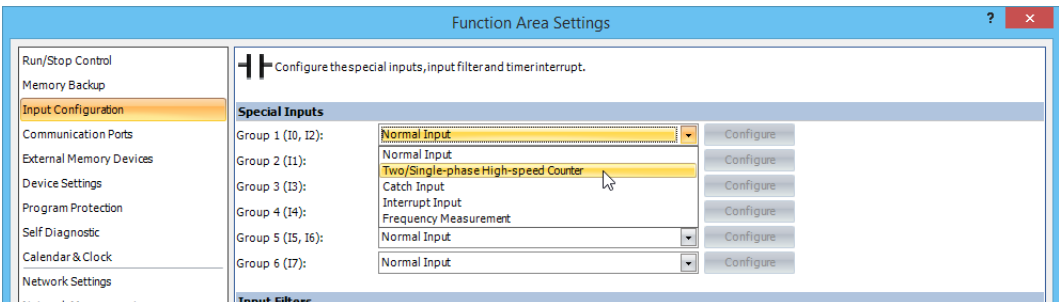 Function Area Settings
?
×
Run/Stop Control
Memory Backup
Input Configuration
Communication Ports
External Memory Devices
Device Settings
Program Protection
Self Diagnostic
Calendar & Clock
Network Settings
Configure the special inputs, input filter and timer interrupt.
Special Inputs
Group 1 (I0, I2): Normal Input Configure
Group 2 (I1): Configure
Group 3 (I3): Configure
Group 4 (I4): Configure
Normal Input
Two/Single-phase High-speed Counter
Catch Input
Interrupt Input
Frequency Measurement
Group 5 (I5, I6): Normal Input Configure
Group 6 (I7): Normal Input Configure
Input Filters